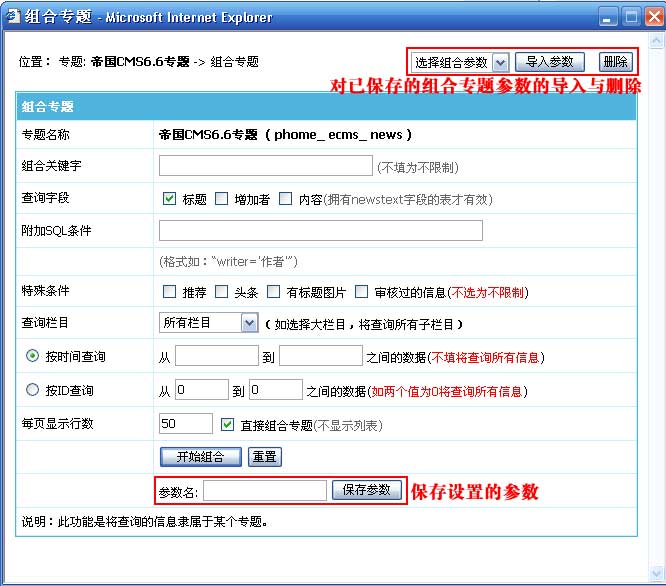 组合专题 - Microsoft Internet Explorer
位置： 专题: 帝国CMS6.6专题 -> 组合专题
选择组合参数 导入参数 删除
对已保存的组合专题参数的导入与删除
组合专题
专题名称 帝国CMS6.6专题 （ phome_ ecms_ news ）
组合关键字 (不填为不限制)
查询字段 标题 增加者 内容(拥有newstext字段的表才有效)
附加SQL条件
(格式如："writer='作者'")
特殊条件 推荐 头条 有标题图片 审核过的信息(不选为不限制)
查询栏目 所有栏目 （ 如选择大栏目，将查询所有子栏目 ）
按时间查询 从 到 之间的数据(不填将查询所有信息)
按ID查询 从 0 到 0 之间的数据(如两个值为0将查询所有信息)
每页显示行数 50 直接组合专题(不显示列表)
开始组合 重置
参数名: 保存参数 保存设置的参数
说明：此功能是将查询的信息隶属于某个专题。